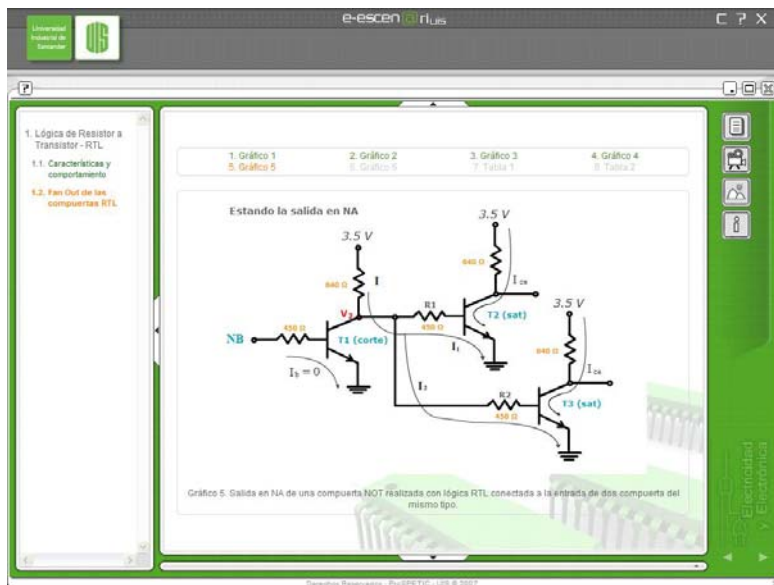 Universidad
Industrial de
Santander
e-escen@riuis
1. Lógica de Resistor a
Transistor - RTL
1.1. Características y
comportamiento
1.2. Fan Out de las
compuertas RTL
1. Gráfico 1
2. Gráfico 2
3. Gráfico 3
4. Gráfico 4
5. Gráfico 5
6. Gráfico 6
7. Tabla 1
8. Tabla 2
Estando la salida en NA
3.5 V
3.5 V
640 Ω
I
640 Ω
I
V
R1
T2 (sat)
3.5 V
NB
450 Ω
T1 (corte)
450 Ω
I₁
640 Ω
I_b = 0
I₂
R2
450 Ω
T3 (sat)
Gráfico 5. Salida en NA de una compuerta NOT realizada con lógica RTL conectada a la entrada de dos compuerta del
mismo tipo.
Electricidad
y Electrónica